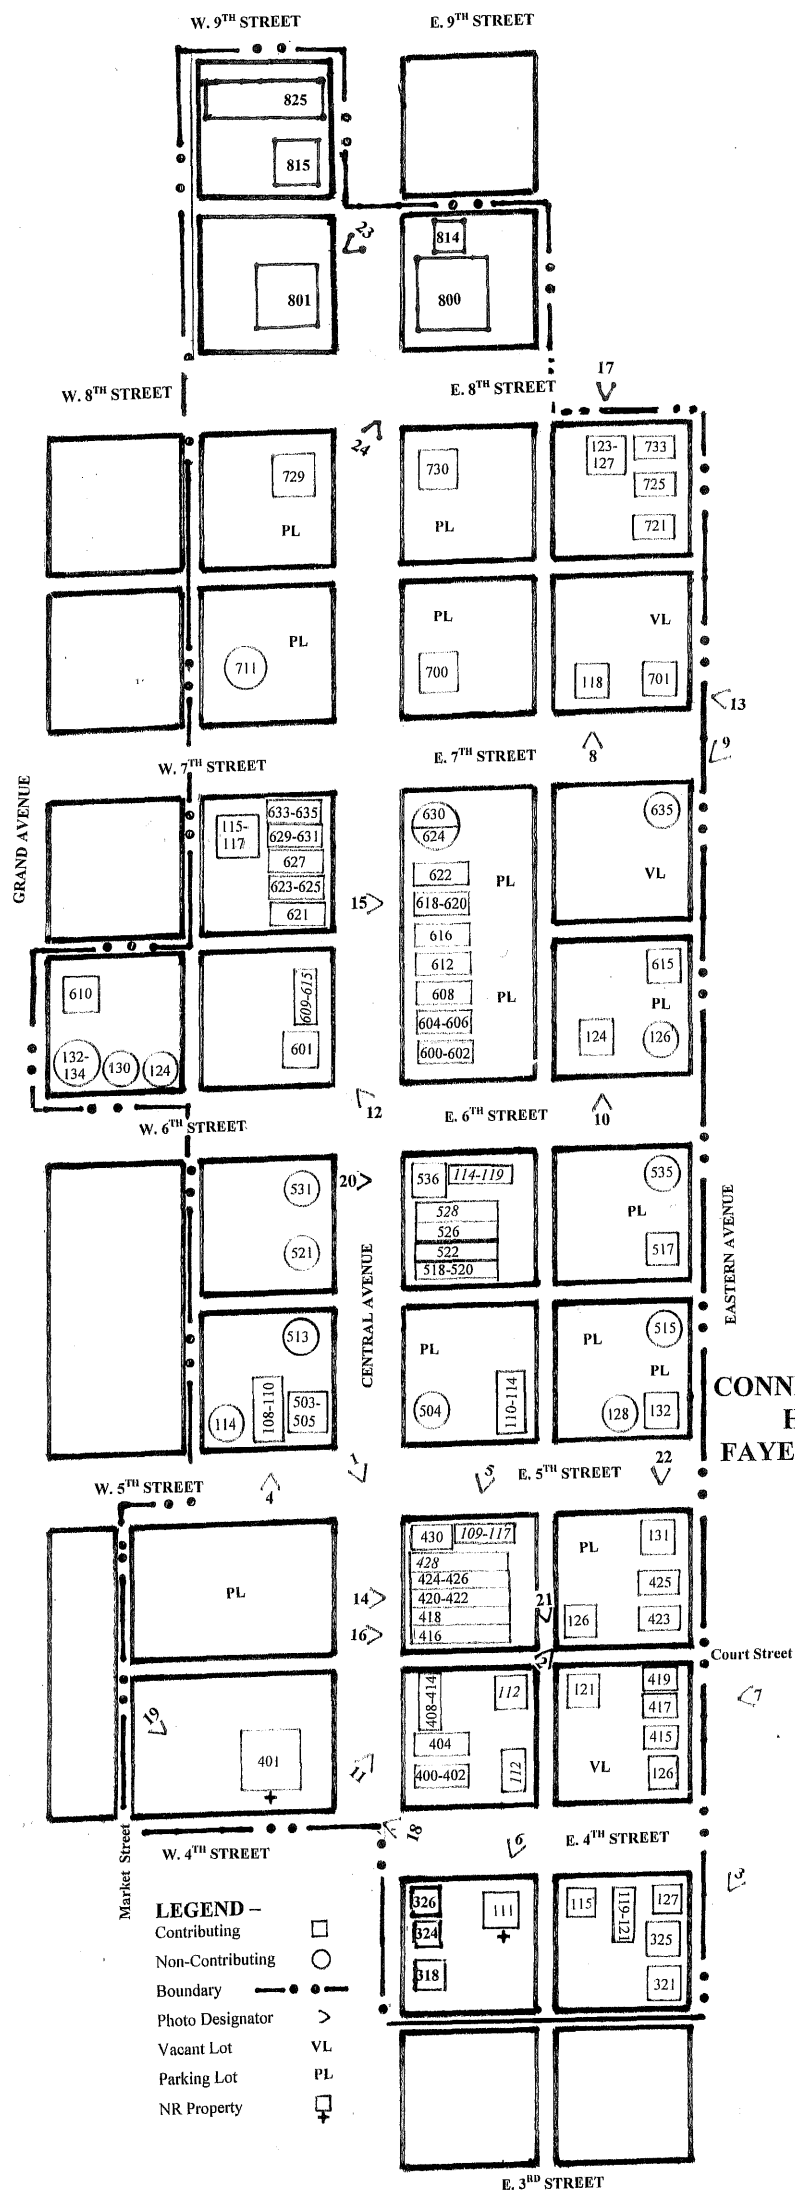 W. 9TH STREET
E. 9TH STREET
825
815
23
814
801
800
17
W. 8TH STREET
E. 8TH STREET
24
729
PL
730
PL
123-
127
733
725
721
PL
711
PL
700
VL
118
701
13
9
8
W. 7TH STREET
E. 7TH STREET
GRAND AVENUE
115-
117
633-635
629-631
627
623-625
621
15
630
624
622
618-620
616
612
608
604-606
600-602
PL
PL
635
VL
610
132-
134
130
124
609-615
601
615
PL
124
126
12
10
W. 6TH STREET
E. 6TH STREET
531
521
20
536
114-119
528
526
522
518-520
535
PL
517
CENTRAL AVENUE
EASTERN AVENUE
513
114
108-110
503-
505
PL
504
110-114
PL
515
PL
128
132
CONN
H
FAYE
1
5
22
W. 5TH STREET
E. 5TH STREET
4
PL
14
16
430
109-117
428
424-426
420-422
418
416
21
PL
131
425
126
423
2
Court Street
19
401
11
408-414
112
404
400-402
112
121
419
417
415
VL
126
7
18
6
Market Street
W. 4TH STREET
E. 4TH STREET
3
326
324
318
111
115
119-121
127
325
321
LEGEND –
Contributing
Non-Contributing
Boundary
Photo Designator
Vacant Lot VL
Parking Lot PL
NR Property
E. 3RD STREET